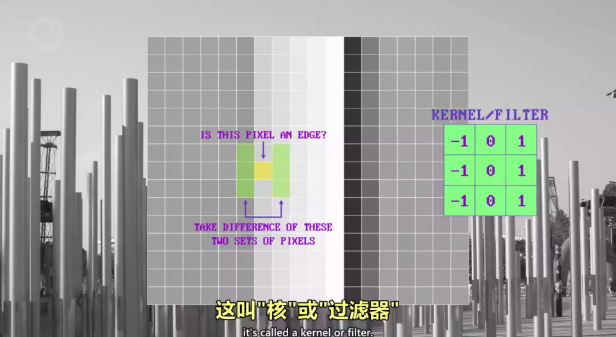 KERNEL/FILTER
-1 0 1
-1 0 1
-1 0 1
IS THIS PIXEL AN EDGE?
TAKE DIFFERENCE OF THESE
TWO SETS OF PIXELS
这叫"核"或"过滤器"
it's called a kernel or filter.